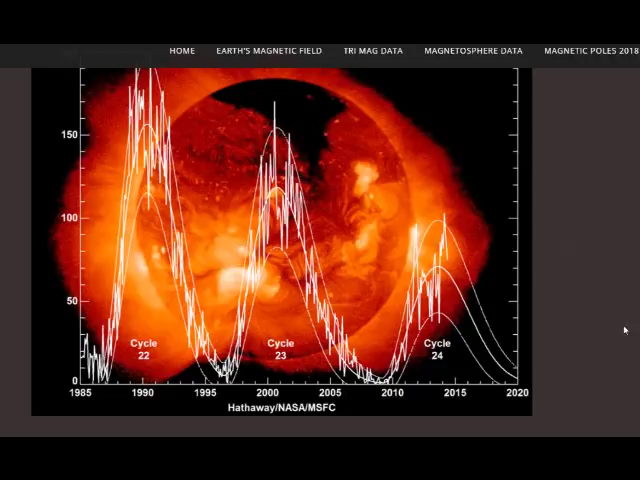 HOME EARTH'S MAGNETIC FIELD TRI MAG DATA MAGNETOSPHERE DATA MAGNETIC POLES 2018
150
100
50
0
Cycle
22
Cycle
23
Cycle
24
1985 1990 1995 2000 2005 2010 2015 2020
Hathaway/NASA/MSFC